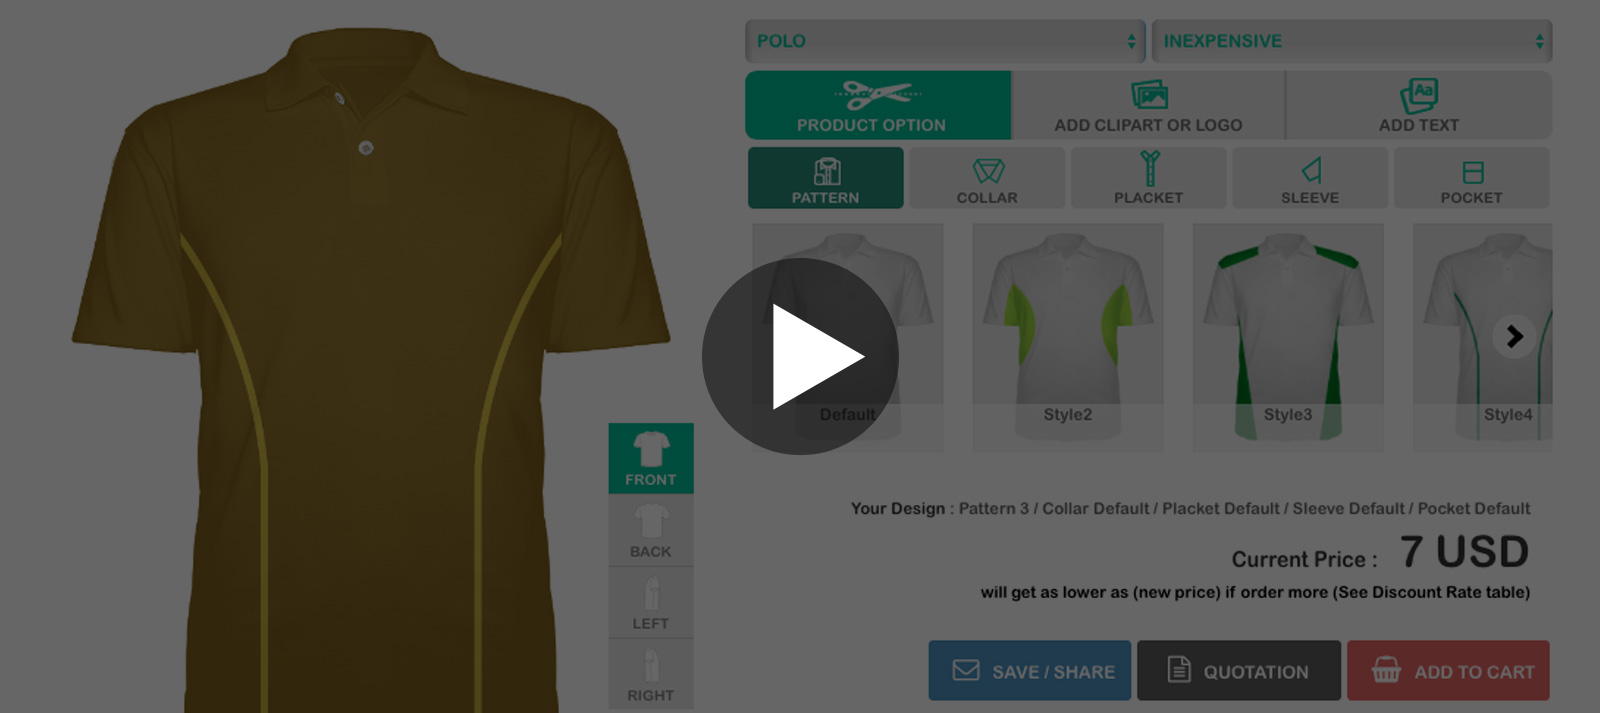 POLO
INEXPENSIVE
PRODUCT OPTION
ADD CLIPART OR LOGO
Aa
ADD TEXT
PATTERN
COLLAR
PLACKET
SLEEVE
POCKET
Default
Style2
Style3
Style4
FRONT
BACK
LEFT
RIGHT
Your Design : Pattern 3 / Collar Default / Placket Default / Sleeve Default / Pocket Default
Current Price : 7 USD
will get as lower as (new price) if order more (See Discount Rate table)
SAVE / SHARE
QUOTATION
ADD TO CART